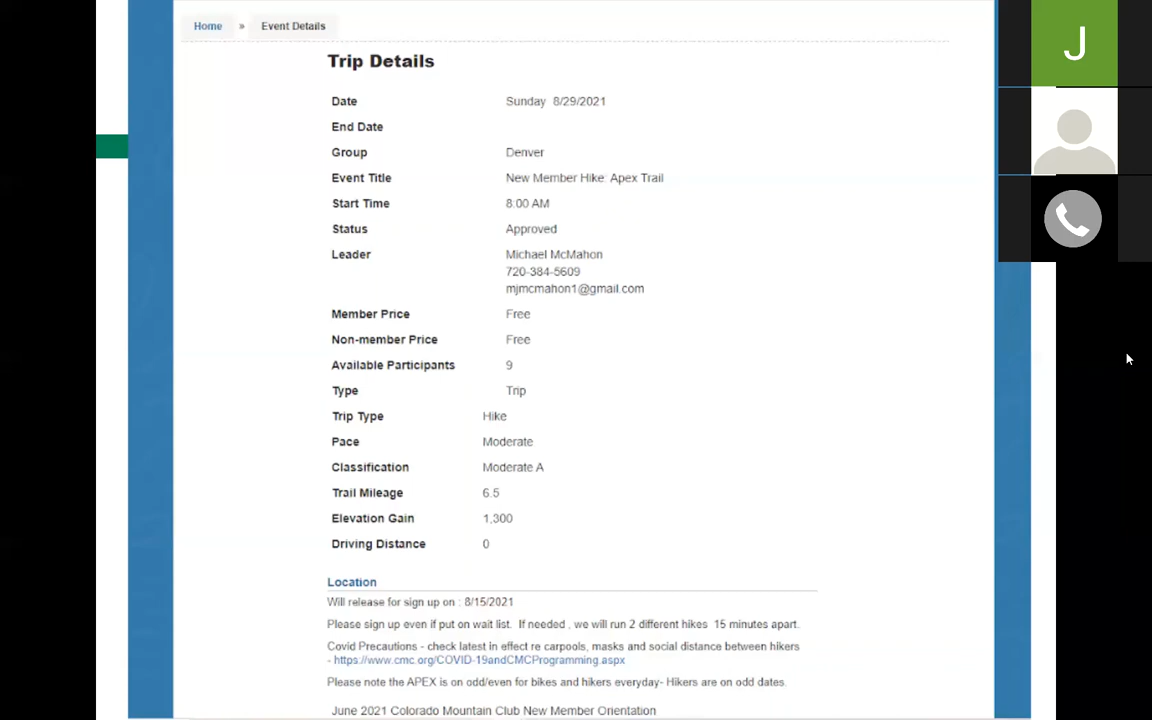 Home » Event Details
Trip Details
Date Sunday 8/29/2021
End Date
Group Denver
Event Title New Member Hike: Apex Trail
Start Time 8:00 AM
Status Approved
Leader Michael McMahon
720-384-5609
mjmcmahon1@gmail.com
Member Price Free
Non-member Price Free
Available Participants 9
Type Trip
Trip Type Hike
Pace Moderate
Classification Moderate A
Trail Mileage 6.5
Elevation Gain 1,300
Driving Distance 0
Location
Will release for sign up on : 8/15/2021
Please sign up even if put on wait list. If needed , we will run 2 different hikes 15 minutes apart.
Covid Precautions - check latest in effect re carpools, masks and social distance between hikers
- https://www.cmc.org/COVID-19andCMCProgramming.aspx
Please note the APEX is on odd/even for bikes and hikers everyday- Hikers are on odd dates.
June 2021 Colorado Mountain Club New Member Orientation
J